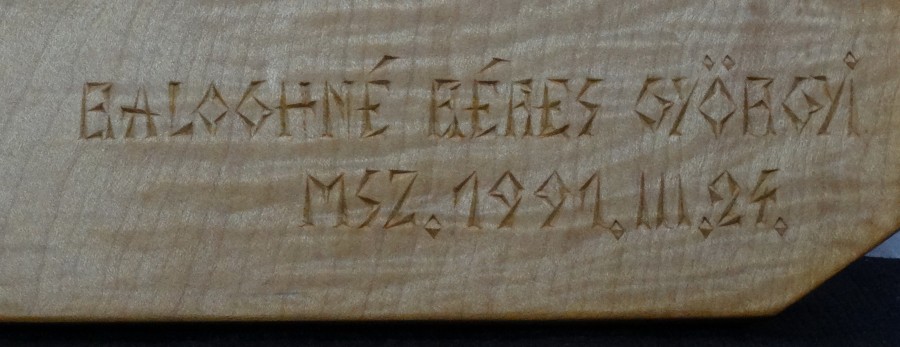 BALOGHNÉ BÉRES GYÖRGYi
MSZ. 1991. III. 24.